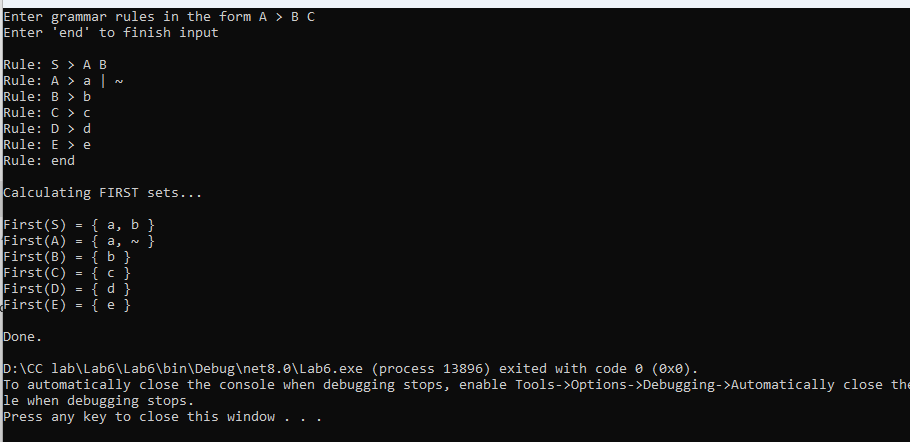 Enter grammar rules in the form A > B C
Enter 'end' to finish input
Rule: S > A B
Rule: A > a | ~
Rule: B > b
Rule: C > c
Rule: D > d
Rule: E > e
Rule: end
Calculating FIRST sets...
First(S) = { a, b }
First(A) = { a, ~ }
First(B) = { b }
First(C) = { c }
First(D) = { d }
First(E) = { e }
Done.
D:\CC lab\Lab6\Lab6\bin\Debug\net8.0\Lab6.exe (process 13896) exited with code 0 (0x0).
To automatically close the console when debugging stops, enable Tools->Options->Debugging->Automatically close the
le when debugging stops.
Press any key to close this window . . .